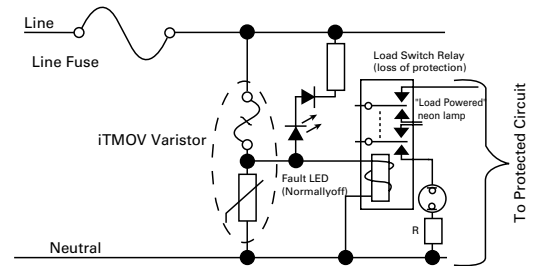 Line
Line Fuse
Load Switch Relay
(loss of protection)
"Load Powered"
neon lamp
iTMOV Varistor
Fault LED
(Normallyoff)
To Protected Circuit
R
Neutral